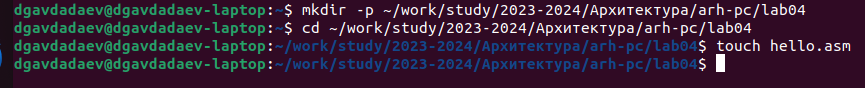 dgavdadaev@dgavdadaev-laptop:~$ mkdir -p ~/work/study/2023-2024/Архитектура/arh-pc/lab04
dgavdadaev@dgavdadaev-laptop:~$ cd ~/work/study/2023-2024/Архитектура/arh-pc/lab04
dgavdadaev@dgavdadaev-laptop:~/work/study/2023-2024/Архитектура/arh-pc/lab04$ touch hello.asm
dgavdadaev@dgavdadaev-laptop:~/work/study/2023-2024/Архитектура/arh-pc/lab04$